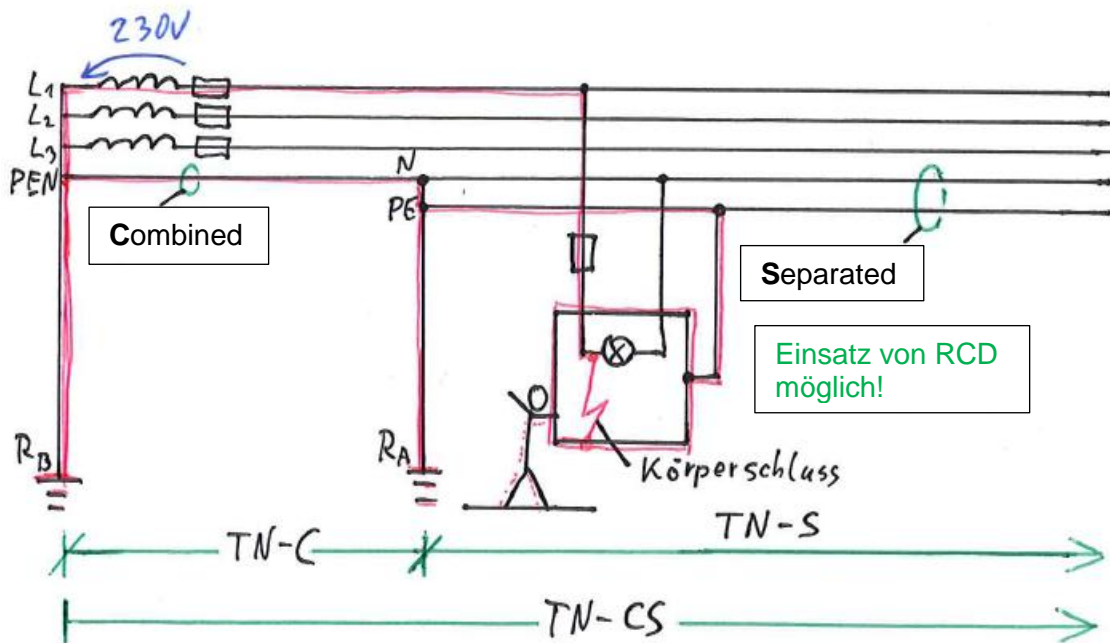 230V
L1
L2
L3
PEN
N
PE
Combined
Separated
Einsatz von RCD
möglich!
RB
RA
Körperschluss
TN-C
TN-S
TN-CS